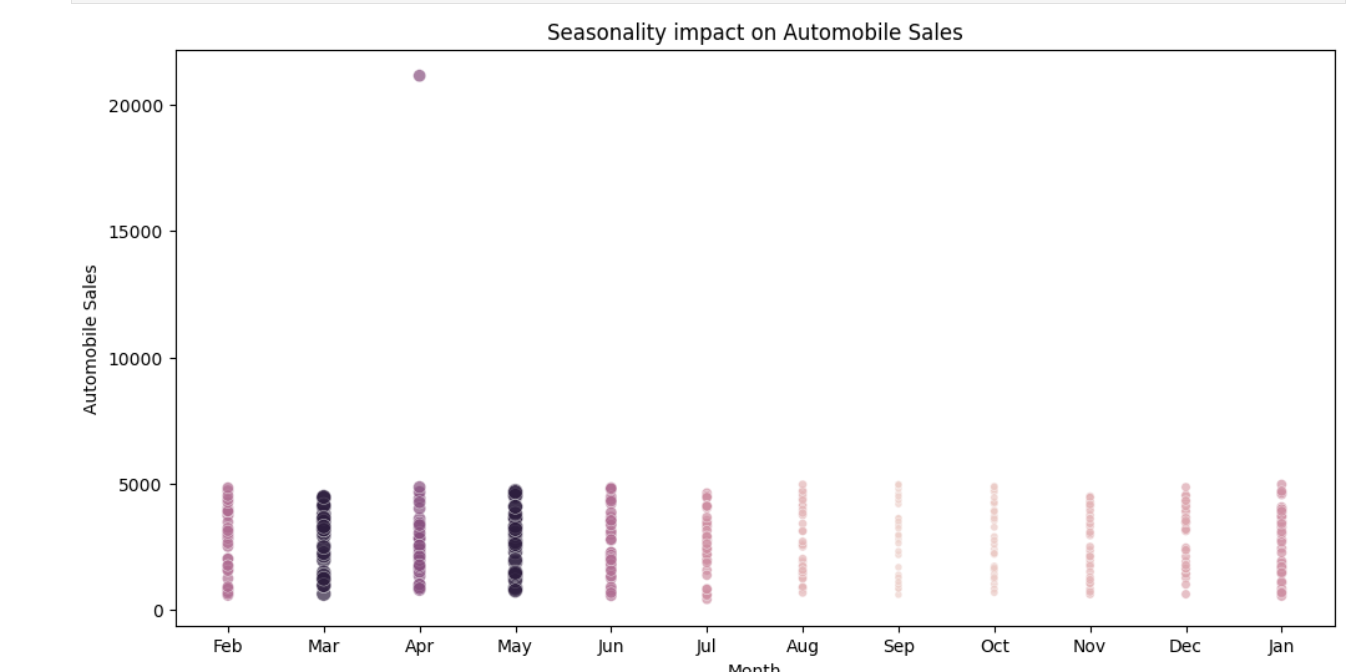 Seasonality impact on Automobile Sales
20000
15000
10000
5000
0
Automobile Sales
Feb Mar Apr May Jun Jul Aug Sep Oct Nov Dec Jan
Month